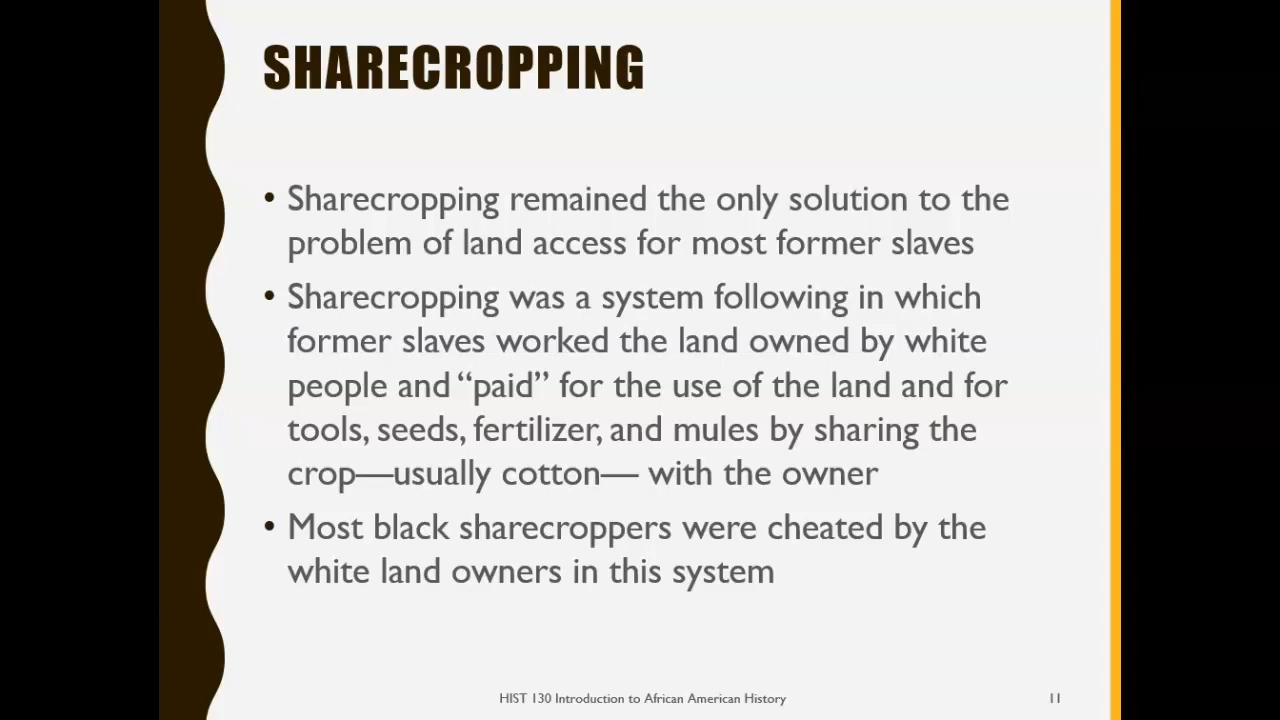 SHARECROPPING
• Sharecropping remained the only solution to the
problem of land access for most former slaves
• Sharecropping was a system following in which
former slaves worked the land owned by white
people and “paid” for the use of the land and for
tools, seeds, fertilizer, and mules by sharing the
crop—usually cotton— with the owner
• Most black sharecroppers were cheated by the
white land owners in this system
HIST 130 Introduction to African American History
11